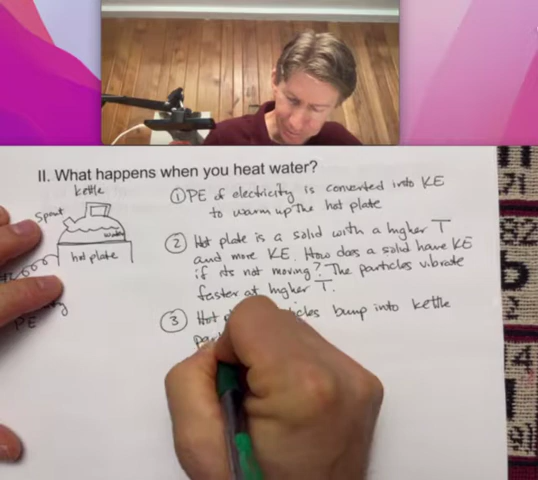 II. What happens when you heat water?
kettle
spout
water
hot plate
PE
① PE of electricity is converted into KE
to warm up the hot plate
② Hot plate is a solid with a higher T
and more KE. How does a solid have KE
if its not moving? The particles vibrate
faster at higher T.
③ Hot bump into kettle